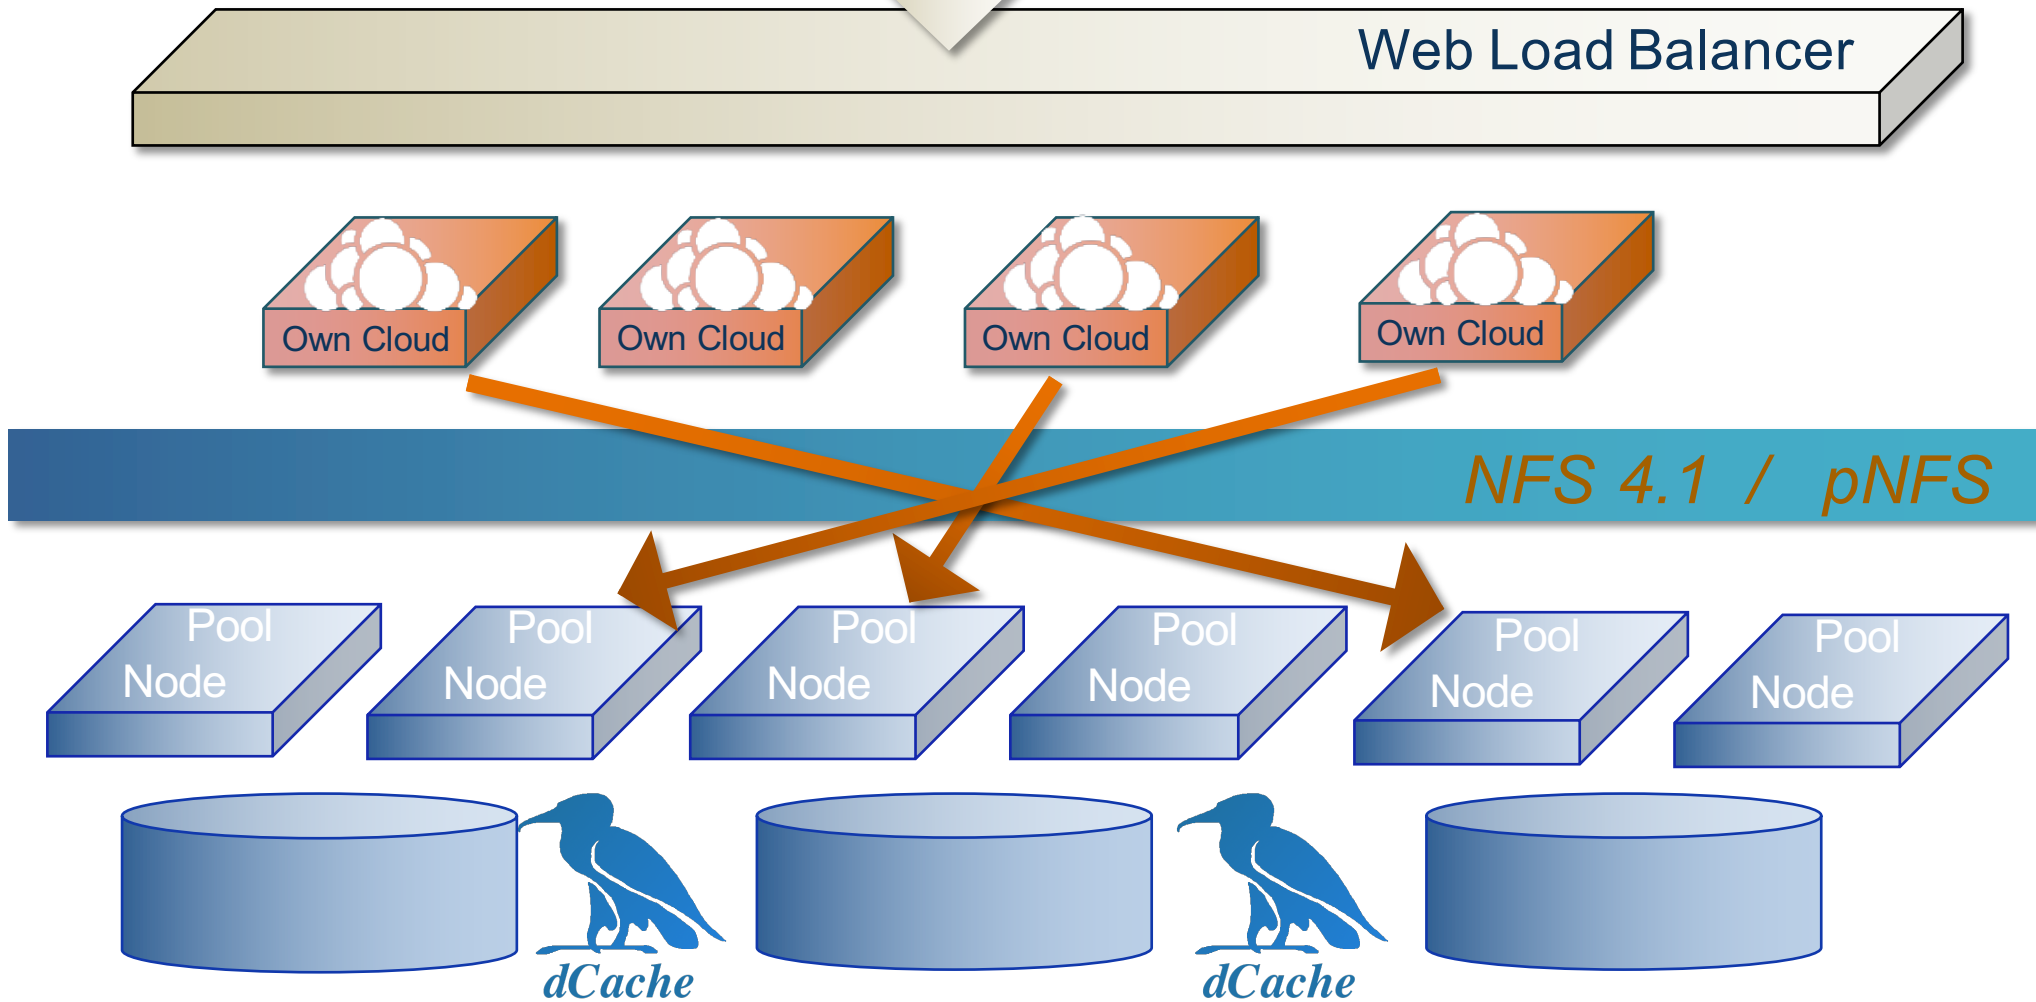 Web Load Balancer
Own Cloud
Own Cloud
Own Cloud
Own Cloud
NFS 4.1 / pNFS
Pool
Node
Pool
Node
Pool
Node
Pool
Node
Pool
Node
Pool
Node
dCache
dCache